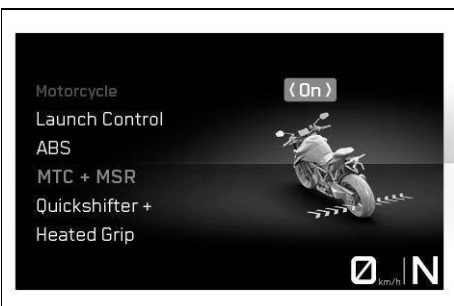 Motorcycle
⟨On⟩
Launch Control
ABS
MTC + MSR
Quickshifter +
Heated Grip
0 km/h N